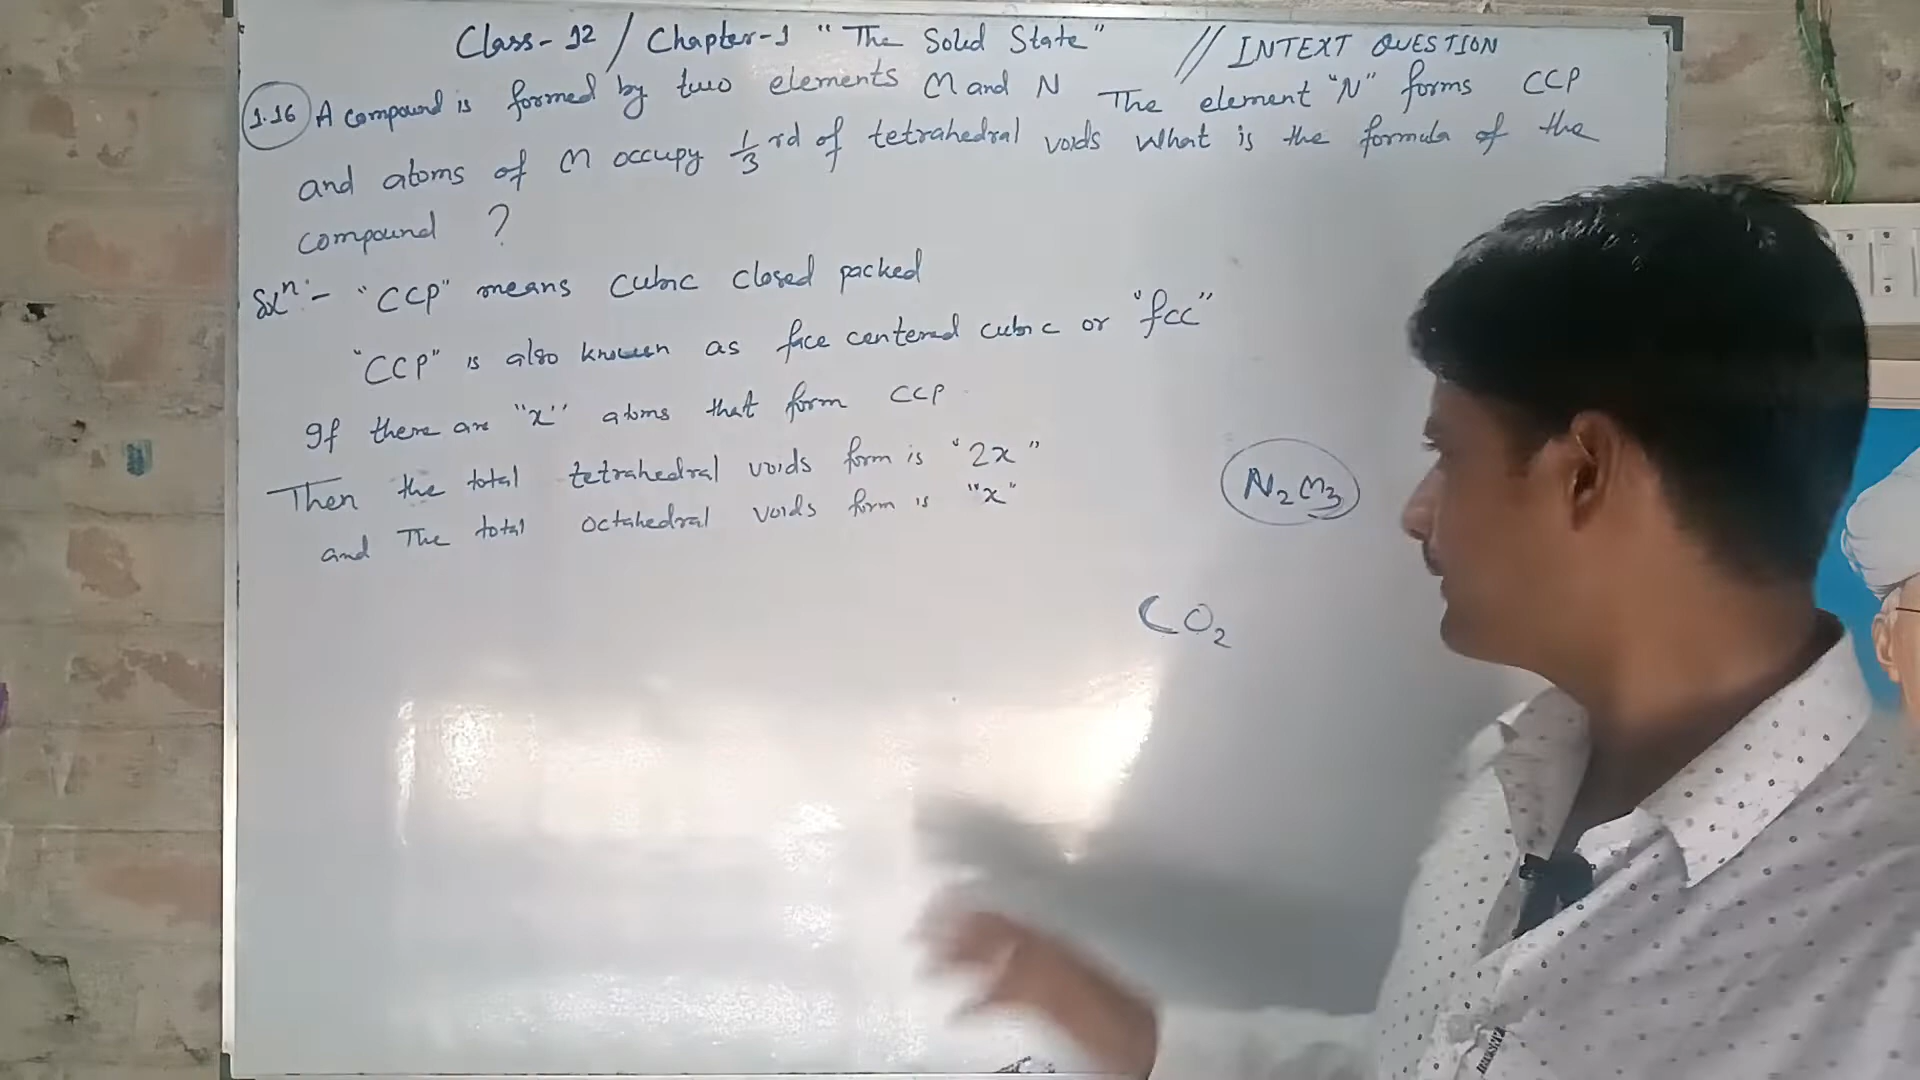 Class-12 / Chapter-1 "The Solid State" // INTEXT QUESTION
1.16 A compound is formed by two elements M and N The element "N" forms CCP
and atoms of M occupy 1/3 rd of tetrahedral voids What is the formula of the
compound ?
Solⁿ:- "CCP" means cubic closed packed
"CCP" is also known as face centered cubic or "fcc"
If there are "x" atoms that form CCP
Then the total tetrahedral voids form is "2x"
and The total octahedral voids form is "x"
N₂M₃
CO₂